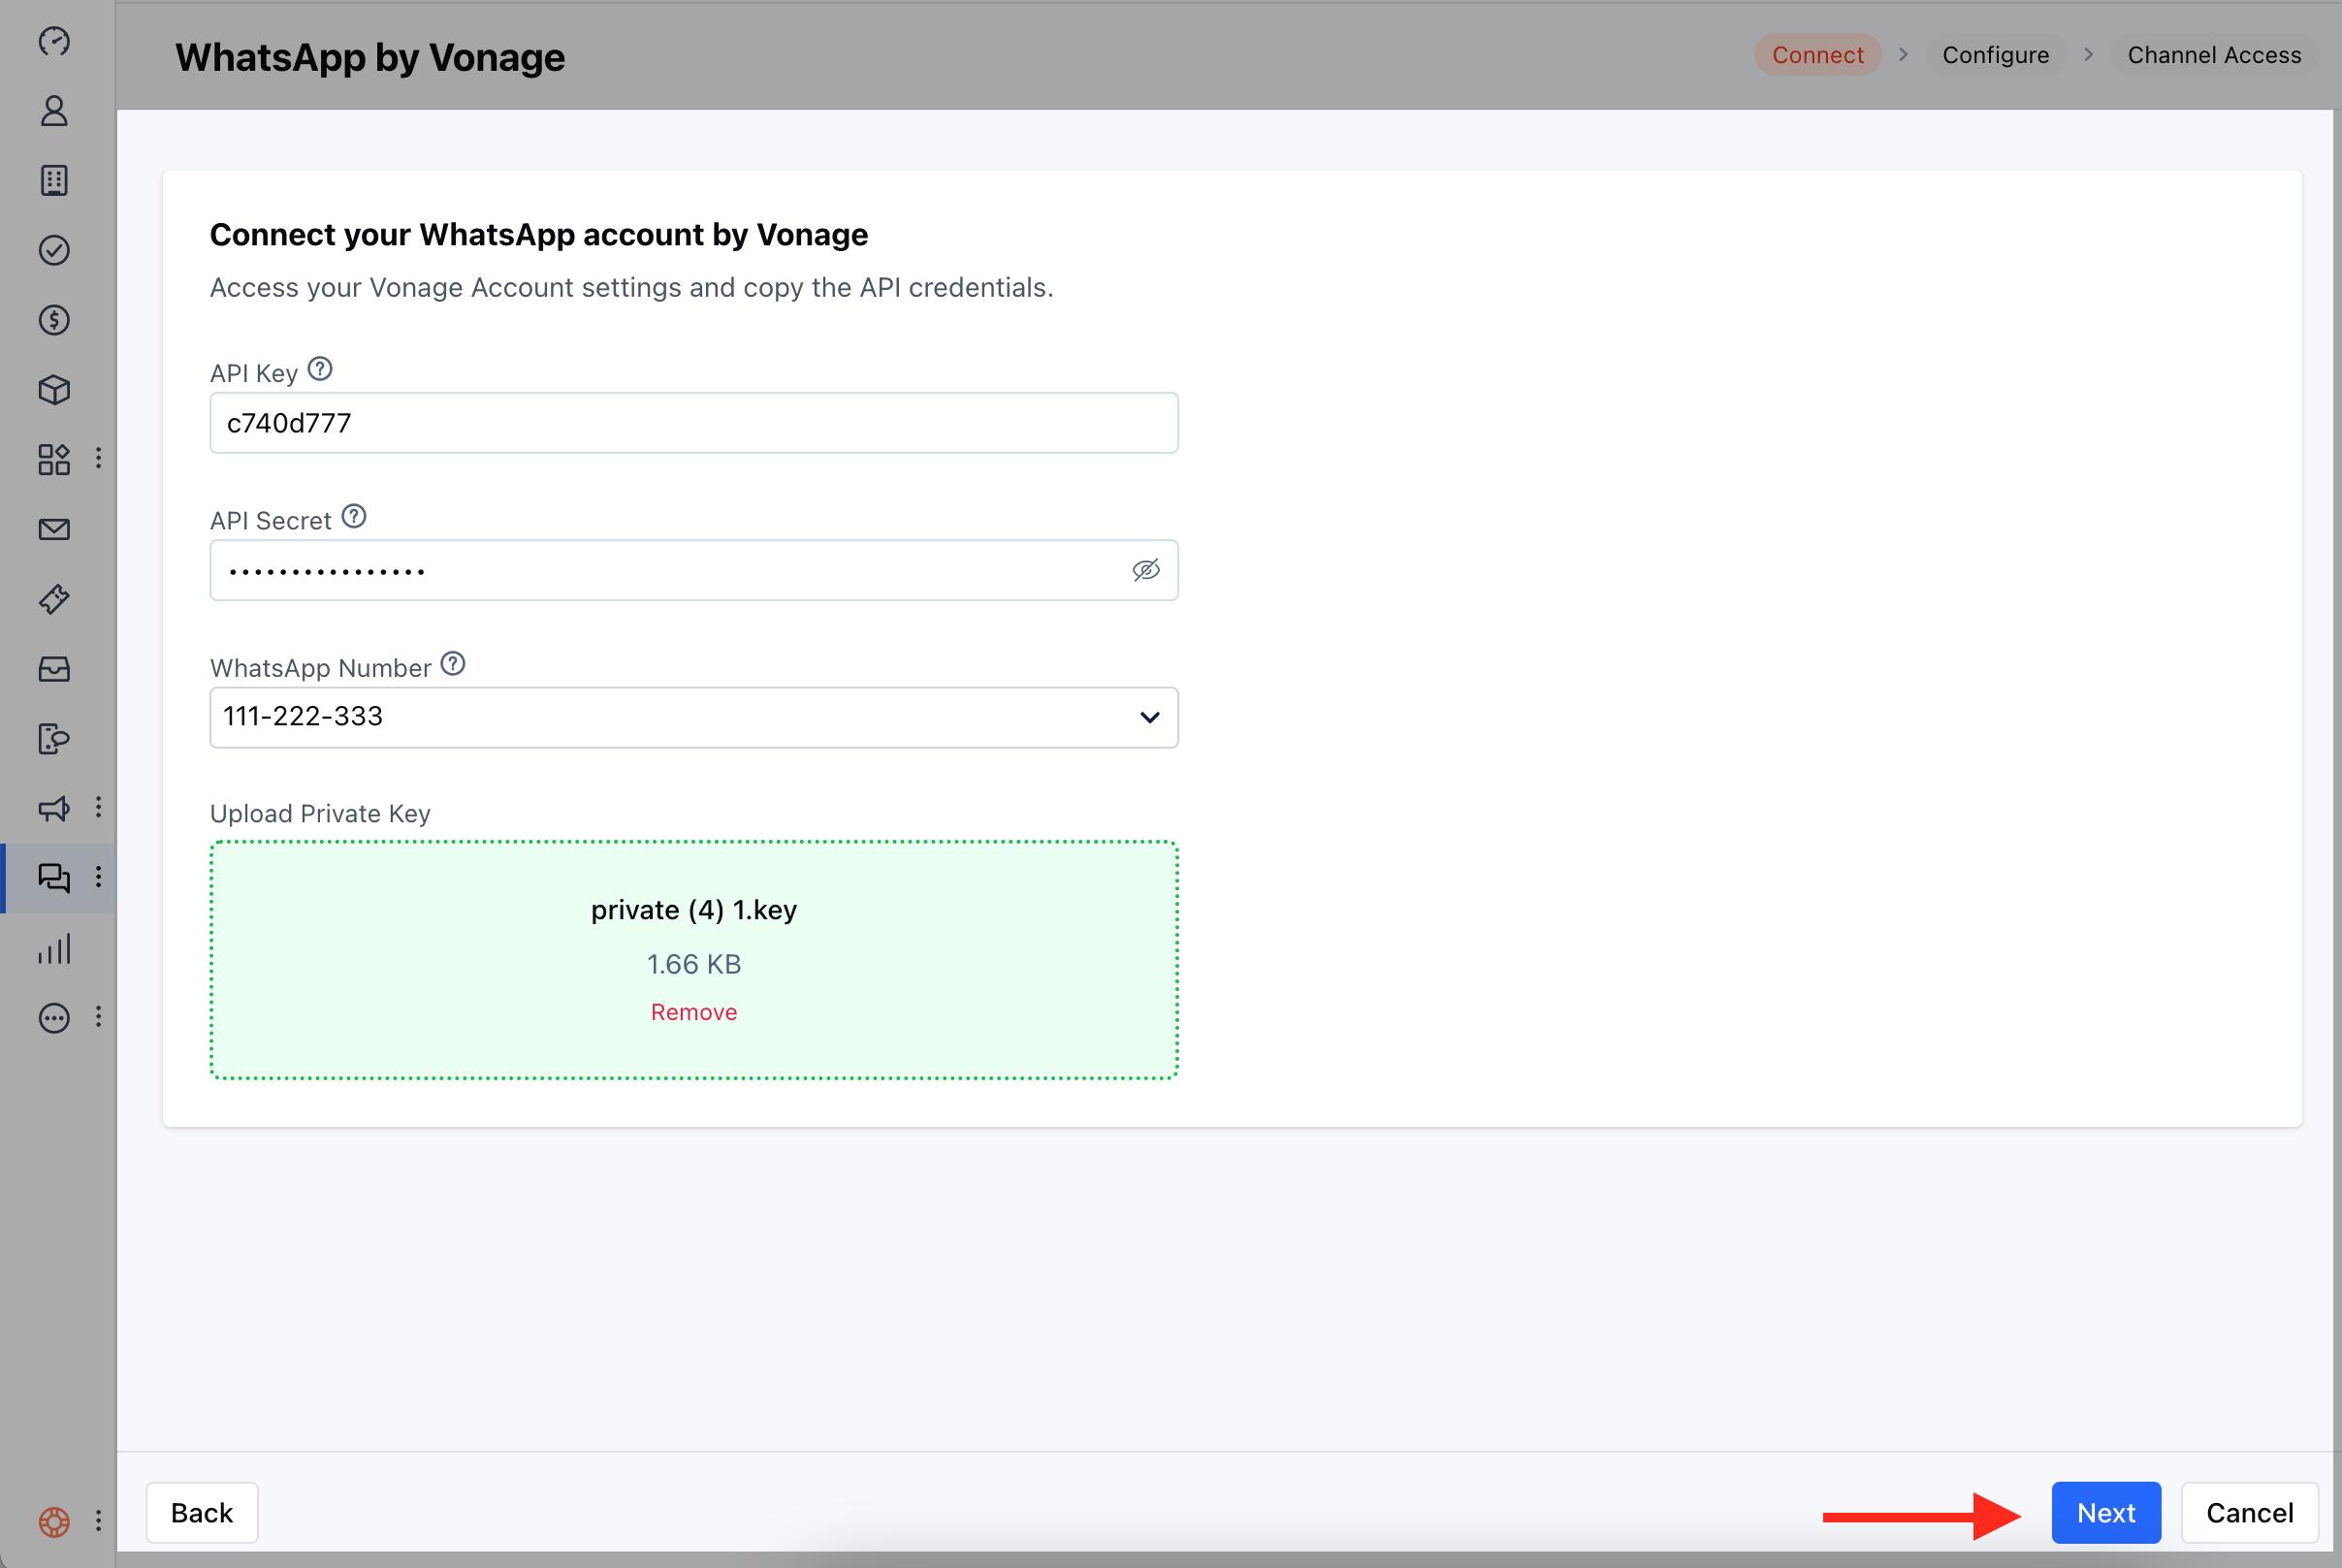 WhatsApp by Vonage
Connect
Configure
Channel Access
Connect your WhatsApp account by Vonage
Access your Vonage Account settings and copy the API credentials.
API Key
c740d777
API Secret
••••••••••••••••
WhatsApp Number
111-222-333
Upload Private Key
private (4) 1.key
1.66 KB
Remove
Back
Next
Cancel